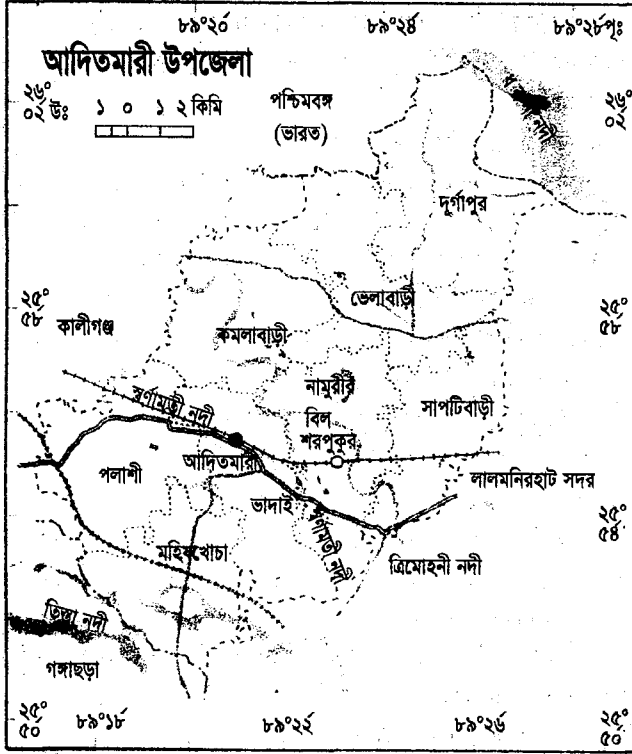 ৮৯°২০ ৮৯°২৪ ৮৯°২৮পূঃ
আদিতমারী উপজেলা
২৬°
০২উঃ
১ ০ ১ ২ কিমি
পশ্চিমবঙ্গ
(ভারত)
নদী
২৬°
০২
দূর্গাপুর
২৫°
৫৮
ভেলাবাড়ী
২৫°
৫৮
কালীগঞ্জ
কমলাবাড়ী
নামুরীর
বিল
স্বর্ণামতী নদী
সাপটিবাড়ী
শরপুকুর
আদিতমারী
পলাশী
লালমনিরহাট সদর
ভাদাই
২৫°
৫৪
স্বর্ণামতী নদী
মহিষখোচা
ত্রিমোহনী নদী
তিস্তা নদী
গঙ্গাছড়া
২৫°
৫০
৮৯°১৮ ৮৯°২২ ৮৯°২৬
২৫°
৫০